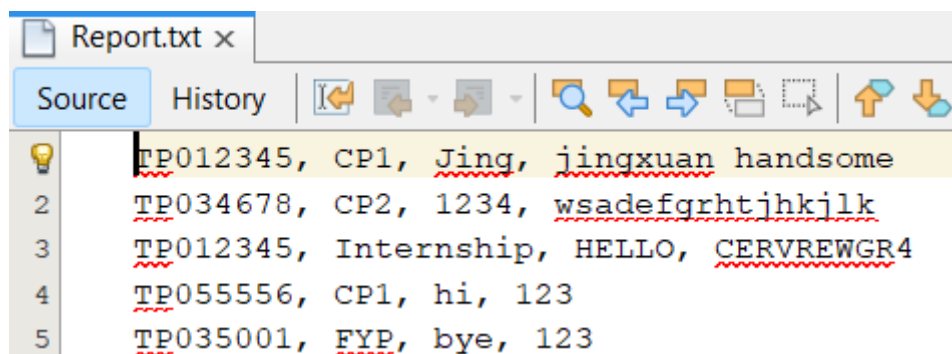 Report.txt ×
Source History
TP012345, CP1, Jing, jingxuan handsome
2 TP034678, CP2, 1234, wsadefgrhtjhkjlk
3 TP012345, Internship, HELLO, CERVREWGR4
4 TP055556, CP1, hi, 123
5 TP035001, FYP, bye, 123